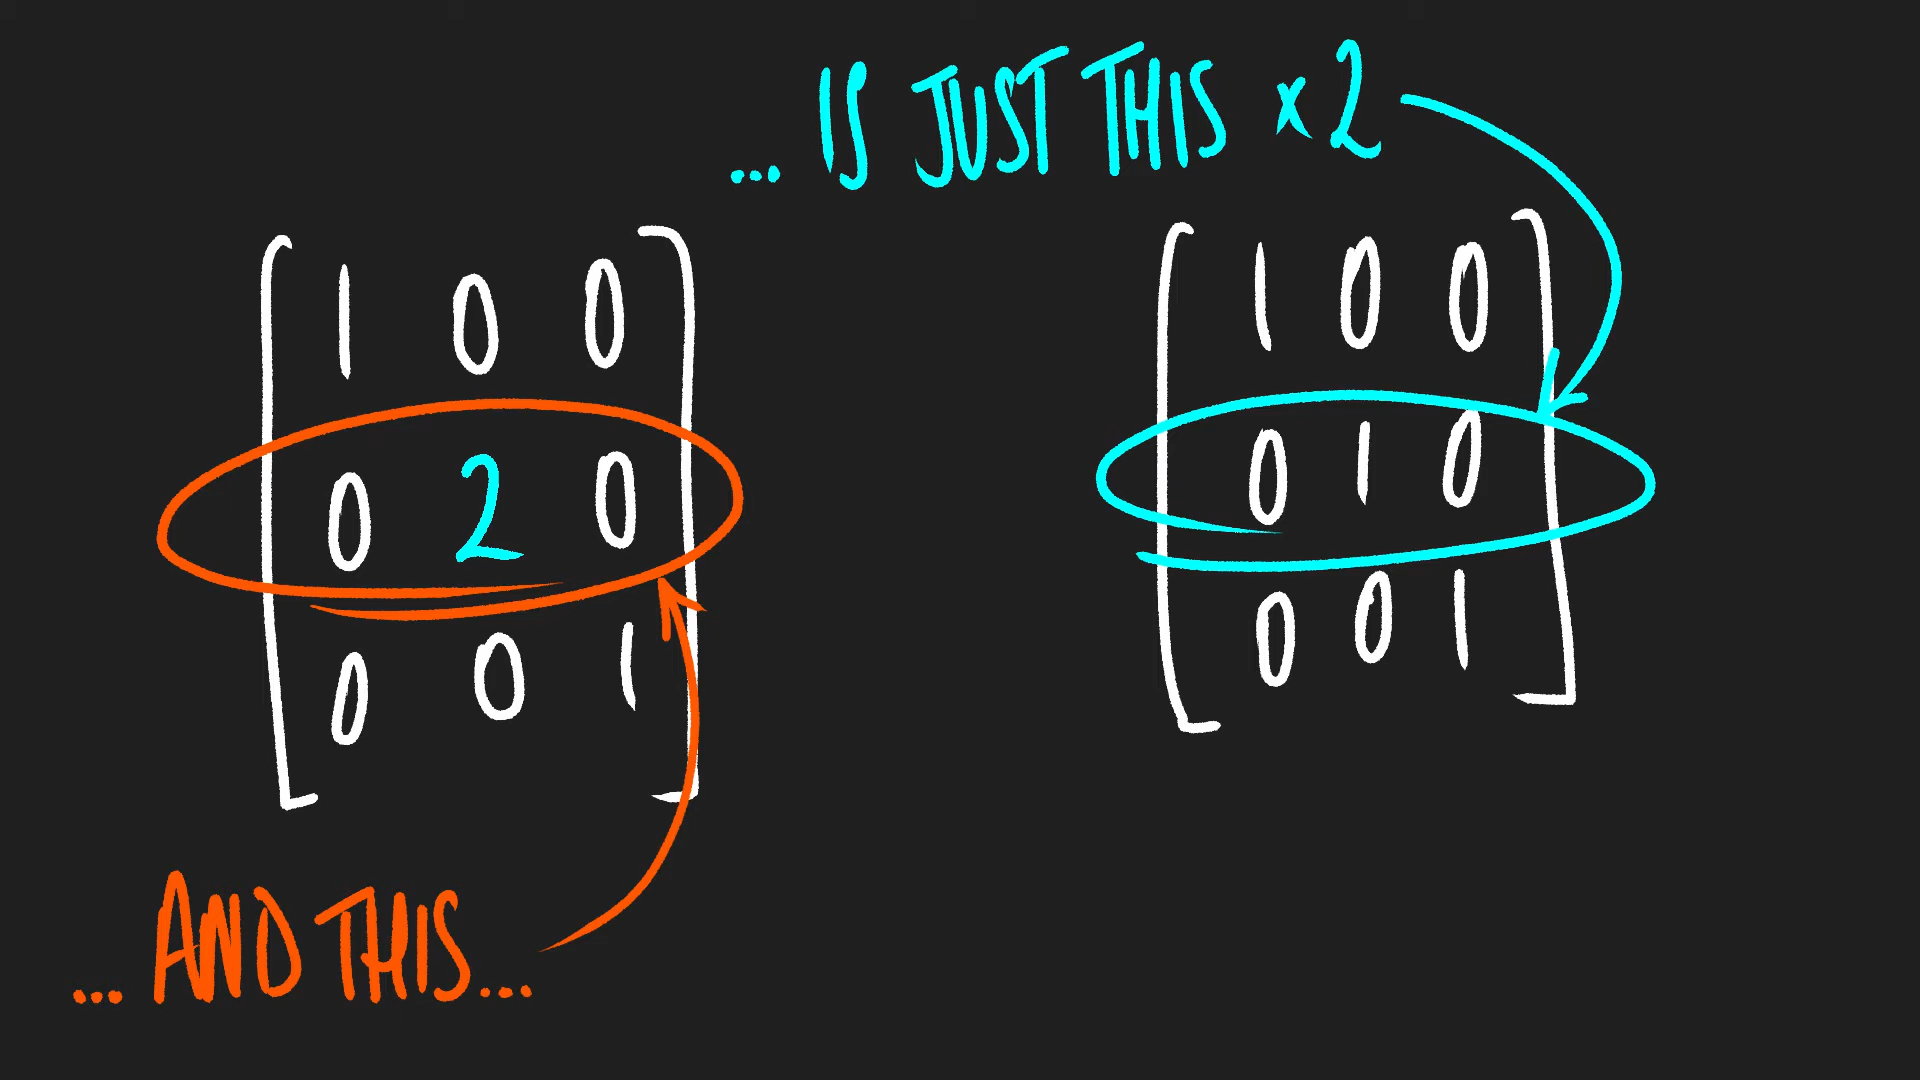 ... IS JUST THIS x 2
1 0 0
0 2 0
0 0 1
1 0 0
0 1 0
0 0 1
... AND THIS...